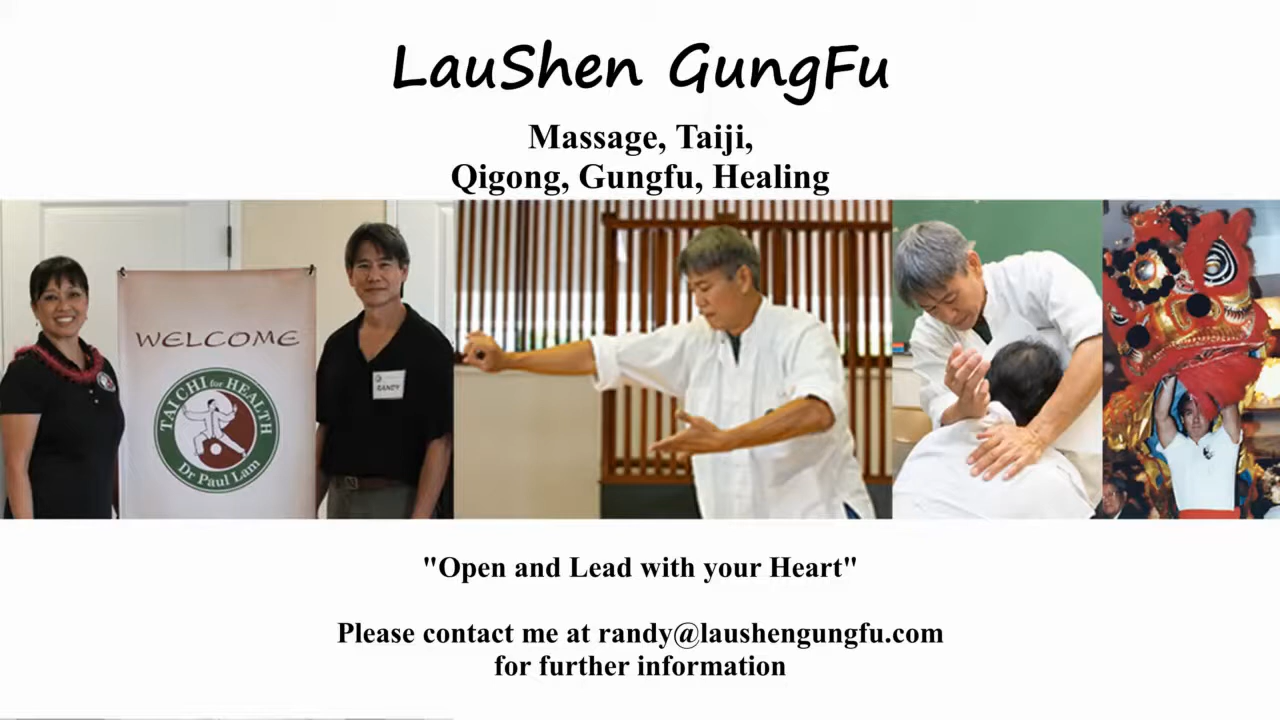 LauShen GungFu
Massage, Taiji,
Qigong, Gungfu, Healing
WELCOME
TAI CHI for HEALTH
Dr Paul Lam
RANDY
"Open and Lead with your Heart"
Please contact me at randy@laushengungfu.com
for further information